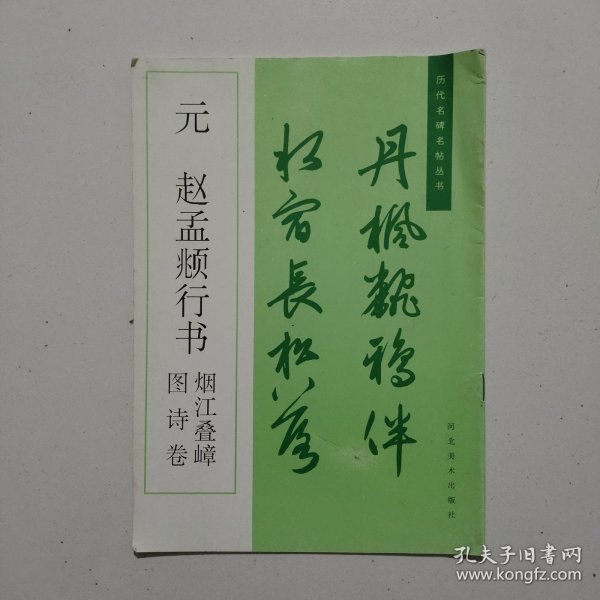 历代名碑名帖丛书
丹楓飜鴉伴
水宿長松落
河北美术出版社
元 赵孟𫖯行书
烟江叠嶂
图诗卷
孔夫子旧书网
www.kongfz.com